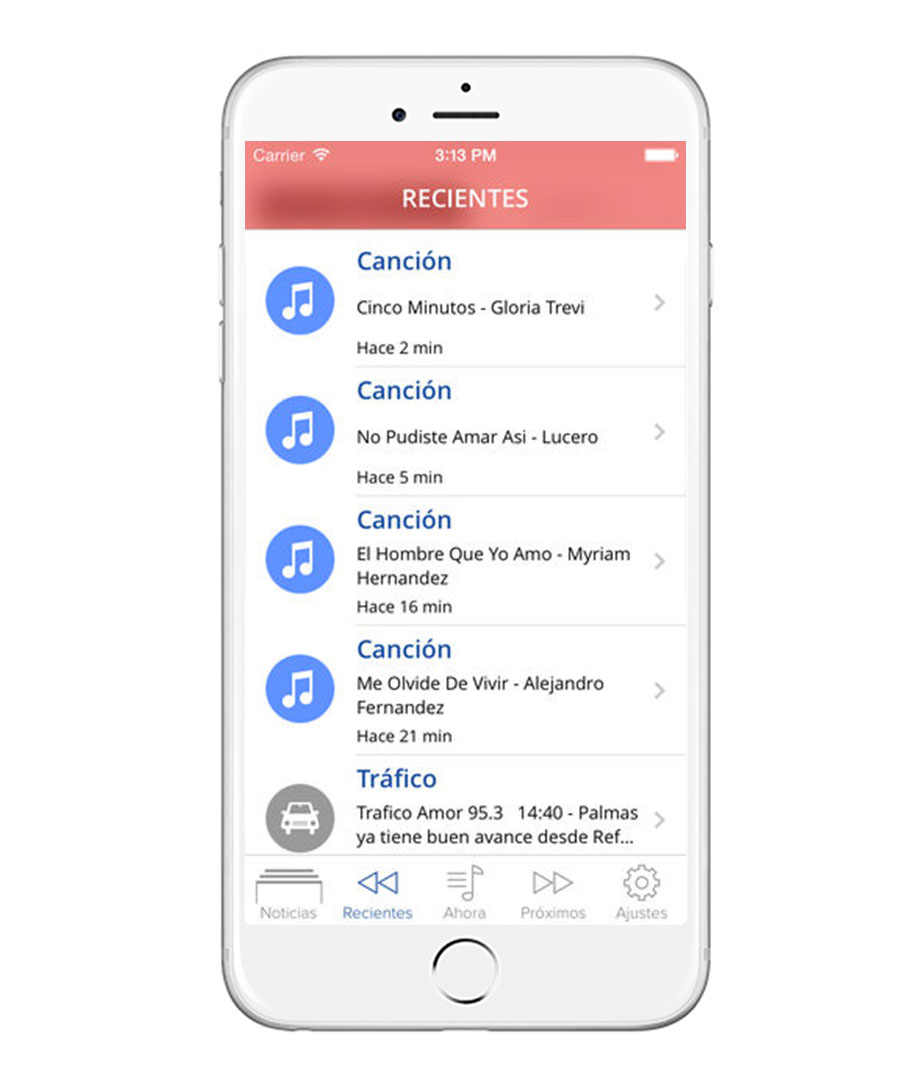 Carrier 3:13 PM
RECIENTES
Canción
Cinco Minutos - Gloria Trevi
Hace 2 min
Canción
No Pudiste Amar Asi - Lucero
Hace 5 min
Canción
El Hombre Que Yo Amo - Myriam
Hernandez
Hace 16 min
Canción
Me Olvide De Vivir - Alejandro
Fernandez
Hace 21 min
Tráfico
Trafico Amor 95.3   14:40 - Palmas
ya tiene buen avance desde Ref...
Noticias Recientes Ahora Próximos Ajustes